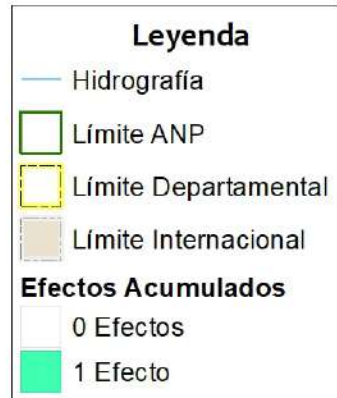 Leyenda
Hidrografía
Límite ANP
Límite Departamental
Límite Internacional
Efectos Acumulados
0 Efectos
1 Efecto